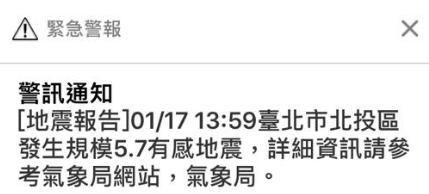 緊急警報
警訊通知
[地震報告]01/17 13:59臺北市北投區
發生規模5.7有感地震，詳細資訊請參
考氣象局網站，氣象局。